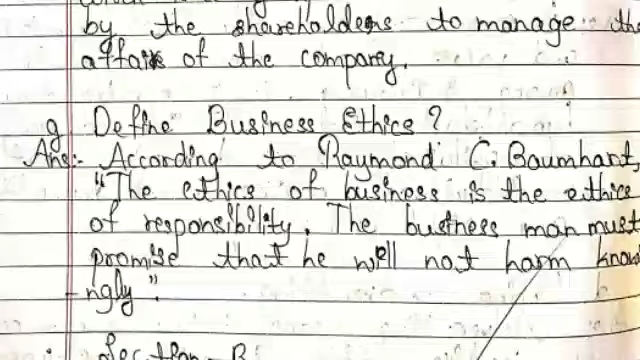 by the shareholders to manage the
affairs of the company.
g Define Business Ethics ?
Ans:- According to Raymond C. Baumhart,
"The ethics of business is the ethics
of responsibility. The business man must
promise that he will not harm know
-ngly".
Section - B